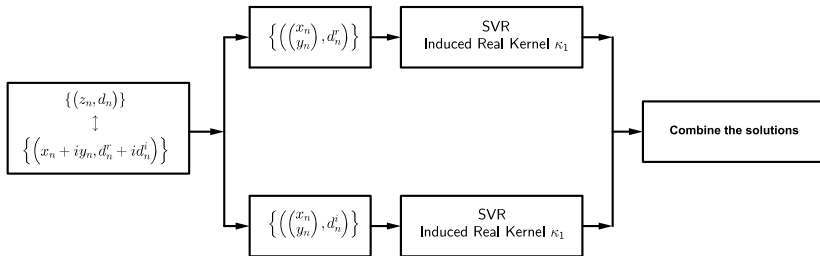 {(z_n, d_n)}
↕
{(x_n + iy_n, d_n^r + id_n^i)}
{((x_n y_n), d_n^r)}
SVR
Induced Real Kernel κ_1
Combine the solutions
{((x_n y_n), d_n^i)}
SVR
Induced Real Kernel κ_1